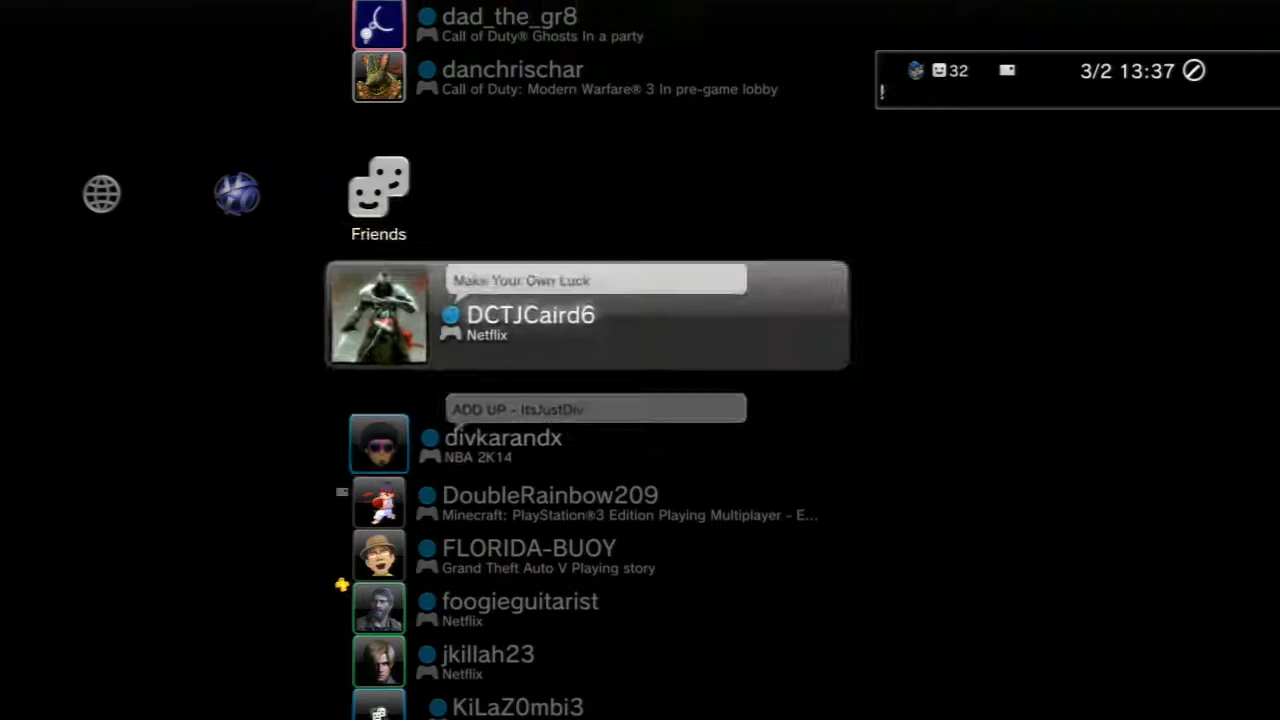 dad_the_gr8
Call of Duty® Ghosts In a party
danchrischar
Call of Duty: Modern Warfare® 3 In pre-game lobby
32
3/2 13:37
!
Friends
Make Your Own Luck
DCTJCaird6
Netflix
ADD UP - ItsJustDiv
divkarandx
NBA 2K14
DoubleRainbow209
Minecraft: PlayStation®3 Edition Playing Multiplayer - E...
FLORIDA-BUOY
Grand Theft Auto V Playing story
foogieguitarist
Netflix
jkillah23
Netflix
KiLaZ0mbi3